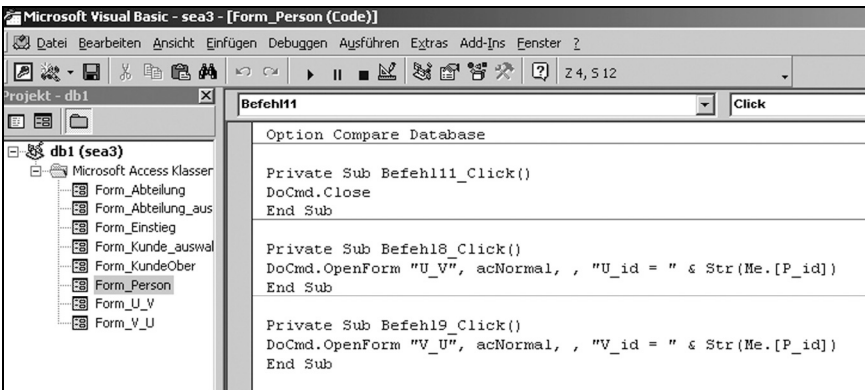 Microsoft Visual Basic - sea3 - [Form_Person (Code)]
Datei Bearbeiten Ansicht Einfügen Debuggen Ausführen Extras Add-Ins Fenster ?
Z 4, S 12
Projekt - db1
Befehl11 Click
db1 (sea3)
Microsoft Access Klasser
Form_Abteilung
Form_Abteilung_aus
Form_Einstieg
Form_Kunde_auswal
Form_KundeOber
Form_Person
Form_U_V
Form_V_U
Option Compare Database
Private Sub Befehl11_Click()
DoCmd.Close
End Sub
Private Sub Befehl8_Click()
DoCmd.OpenForm "U_V", acNormal, , "U_id = " & Str(Me.[P_id])
End Sub
Private Sub Befehl9_Click()
DoCmd.OpenForm "V_U", acNormal, , "V_id = " & Str(Me.[P_id])
End Sub